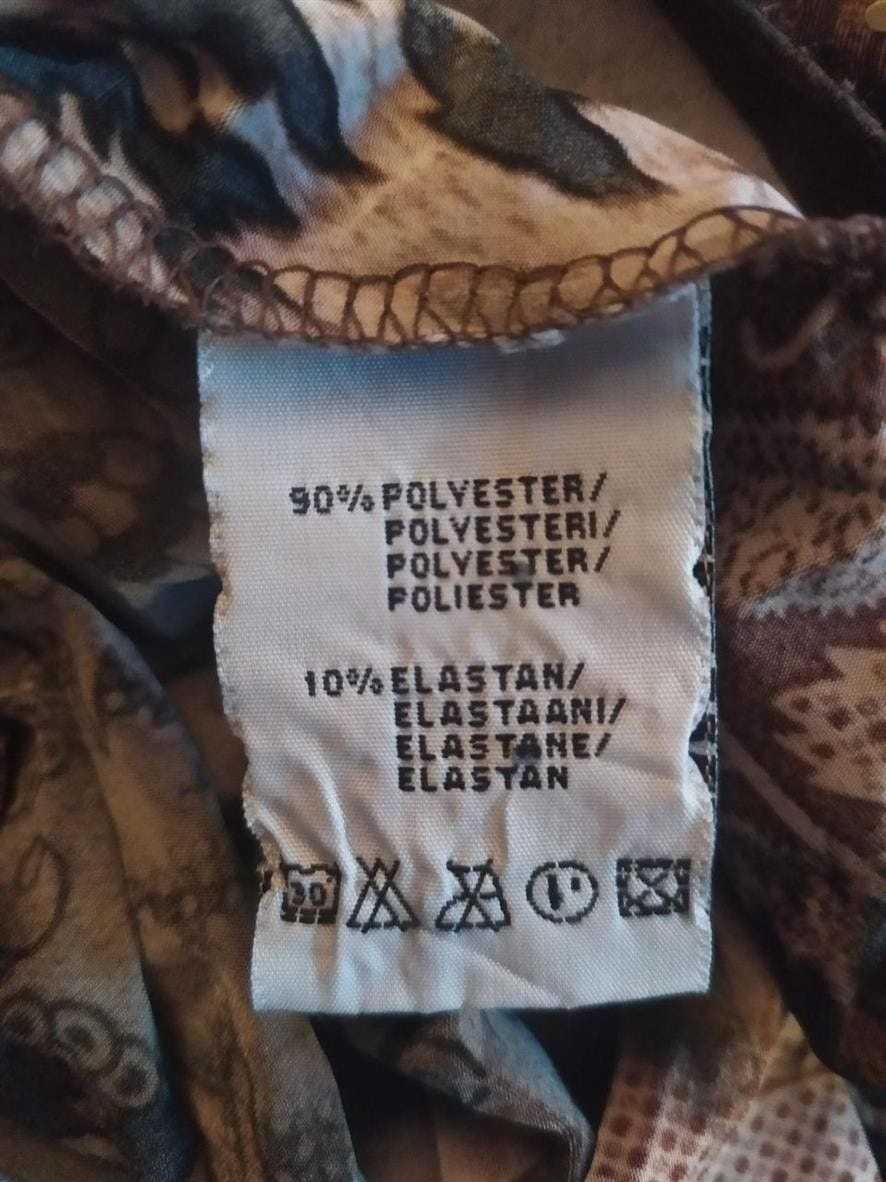 90% POLYESTER/
POLYESTERI/
POLYESTER/
POLIESTER
10% ELASTAN/
ELASTAANI/
ELASTANE/
ELASTAN
30°